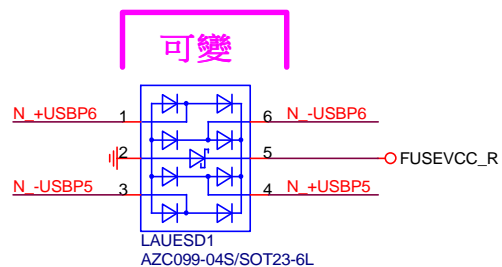 可變
N_+USBP6 1 6 N_-USBP6
2 5 FUSEVCC_R
N_-USBP5 3 4 N_+USBP5
LAUESD1
AZC099-04S/SOT23-6L